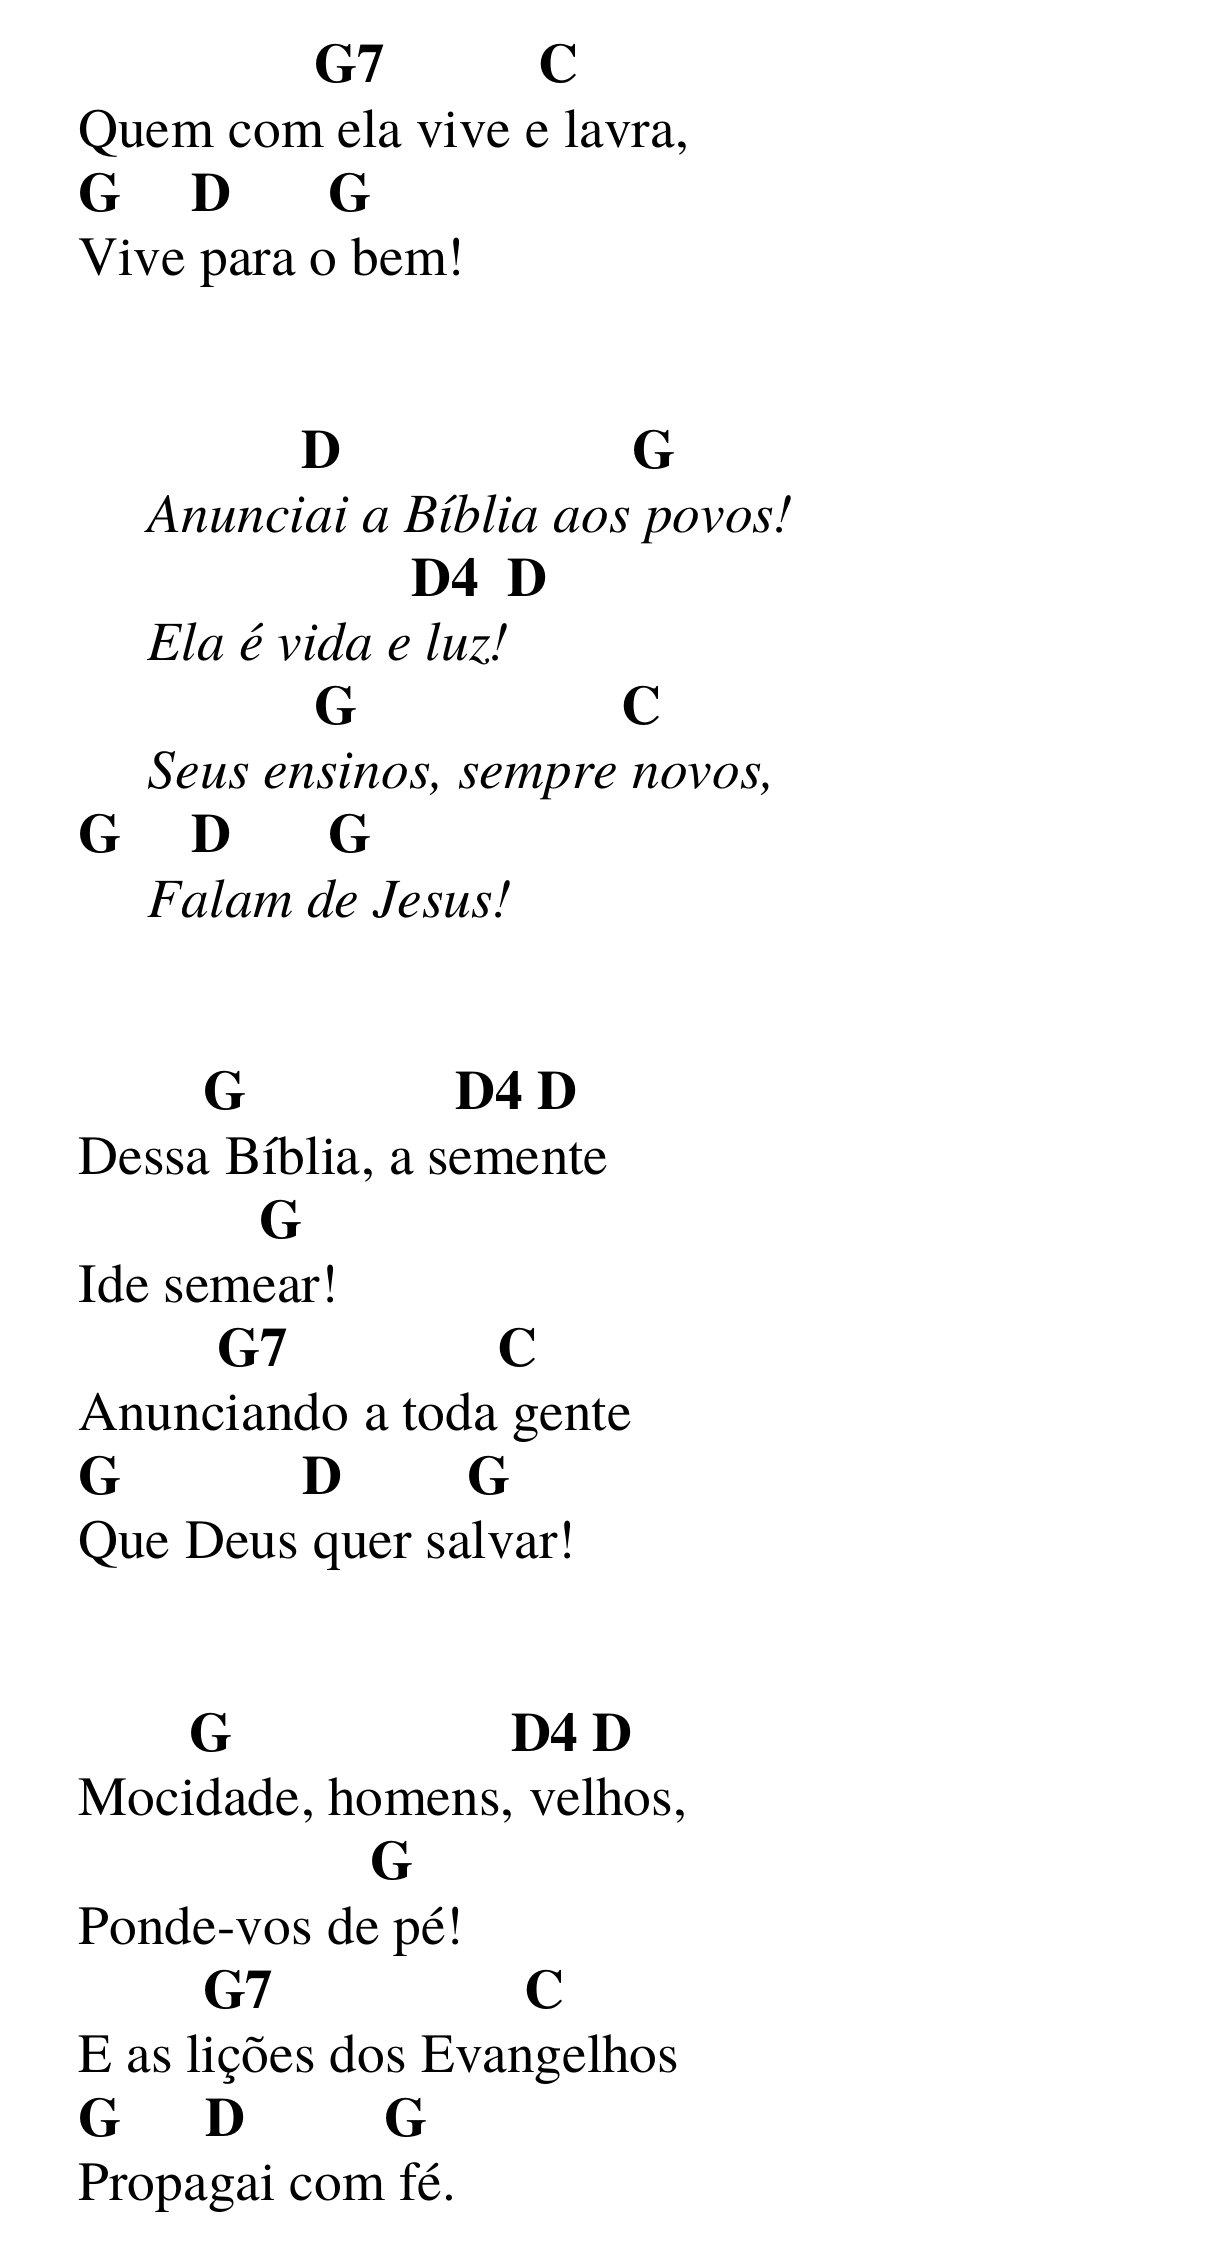 G7 C
Quem com ela vive e lavra,
G D G
Vive para o bem!
D G
Anunciai a Bíblia aos povos!
D4 D
Ela é vida e luz!
G C
Seus ensinos, sempre novos,
G D G
Falam de Jesus!
G D4 D
Dessa Bíblia, a semente
G
Ide semear!
G7 C
Anunciando a toda gente
G D G
Que Deus quer salvar!
G D4 D
Mocidade, homens, velhos,
G
Ponde-vos de pé!
G7 C
E as lições dos Evangelhos
G D G
Propagai com fé.